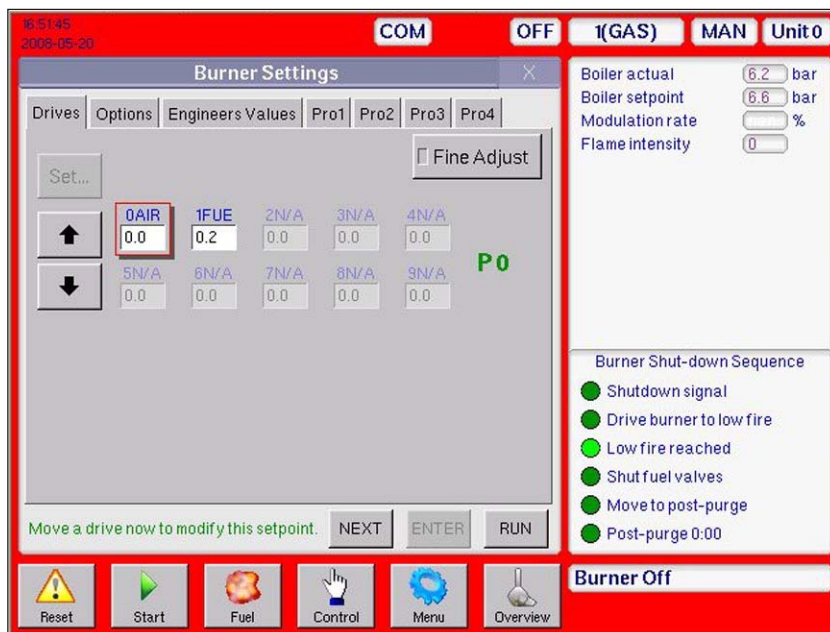 16:51:45
2008-05-20
COM
OFF
1(GAS)
MAN
Unit 0
Burner Settings
X
Drives
Options
Engineers Values
Pro1
Pro2
Pro3
Pro4
Fine Adjust
Set...
0AIR 1FUE 2N/A 3N/A 4N/A
0.0 0.2 0.0 0.0 0.0
P0
5N/A 6N/A 7N/A 8N/A 9N/A
0.0 0.0 0.0 0.0 0.0
Move a drive now to modify this setpoint.
NEXT
ENTER
RUN
Boiler actual 6.2 bar
Boiler setpoint 6.6 bar
Modulation rate %
Flame intensity 0
Burner Shut-down Sequence
Shutdown signal
Drive burner to low fire
Low fire reached
Shut fuel valves
Move to post-purge
Post-purge 0:00
Burner Off
Reset
Start
Fuel
Control
Menu
Overview